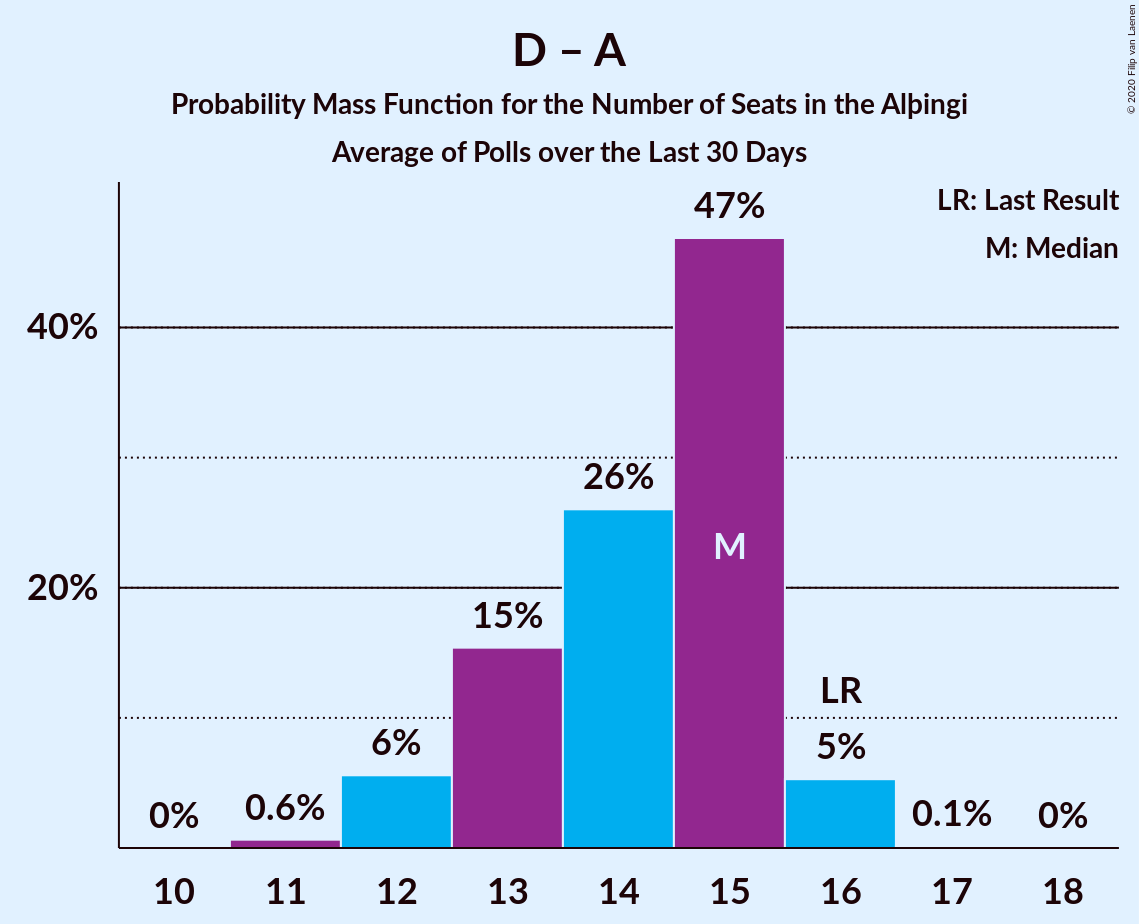 D – A
Probability Mass Function for the Number of Seats in the Alþingi
Average of Polls over the Last 30 Days
© 2020 Filip van Laenen
LR: Last Result
M: Median
40%
20%
0%
0.6%
6%
15%
26%
47%
M
LR
5%
0.1%
0%
10 11 12 13 14 15 16 17 18